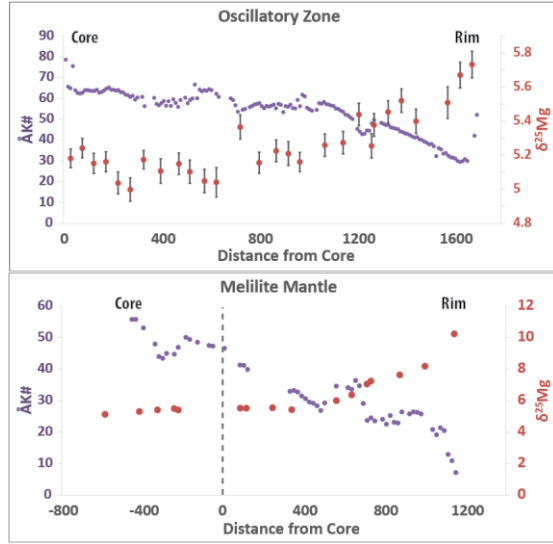 Oscillatory Zone
Core
Rim
90
80
70
60
50
40
30
20
10
0
ÅK#
5.8
5.6
5.4
5.2
5
4.8
δ²⁵Mg
0 400 800 1200 1600
Distance from Core
Melilite Mantle
Core
Rim
60
50
40
30
20
10
0
ÅK#
12
10
8
6
4
2
0
δ²⁵Mg
-800 -400 0 400 800 1200
Distance from Core